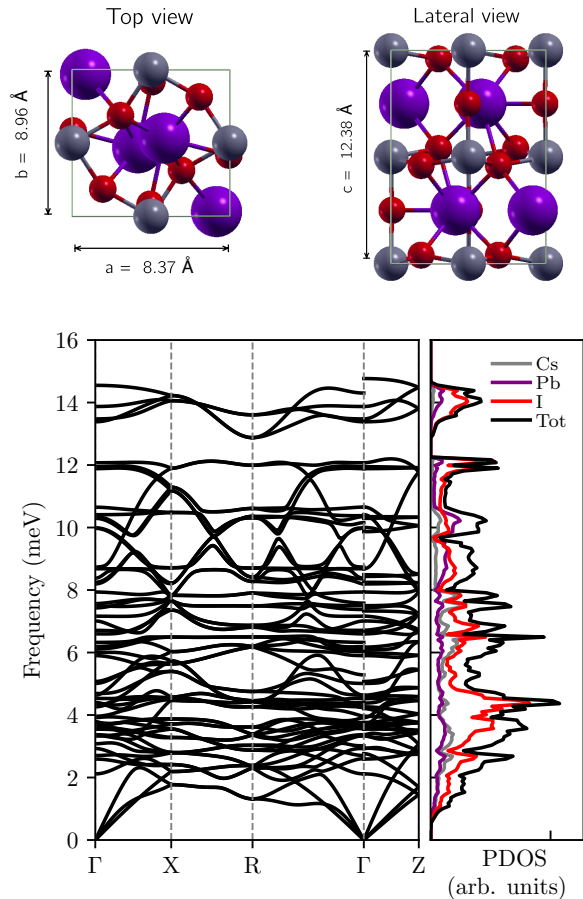 Top view
Lateral view
b = 8.96 Å
a = 8.37 Å
c = 12.38 Å
16
14
12
10
8
6
4
2
0
Frequency (meV)
Γ X R Γ Z
Cs
Pb
I
Tot
PDOS
(arb. units)